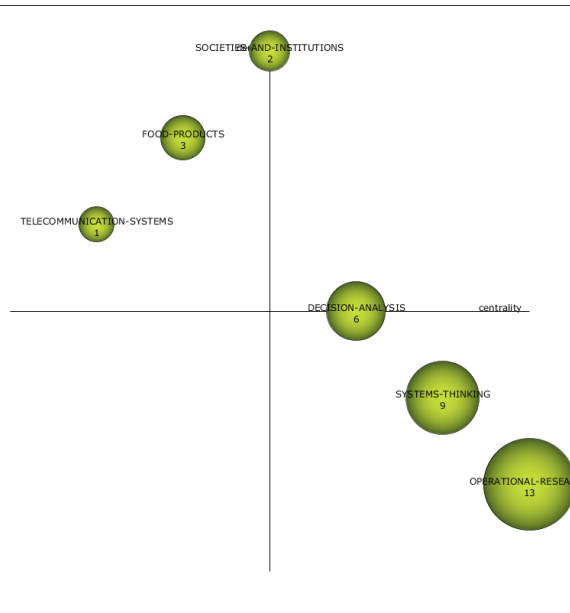 SOCIETIES-AND-INSTITUTIONS
2
FOOD-PRODUCTS
3
TELECOMMUNICATION-SYSTEMS
1
DECISION-ANALYSIS
6
centrality
SYSTEMS-THINKING
9
OPERATIONAL-RESEA
13